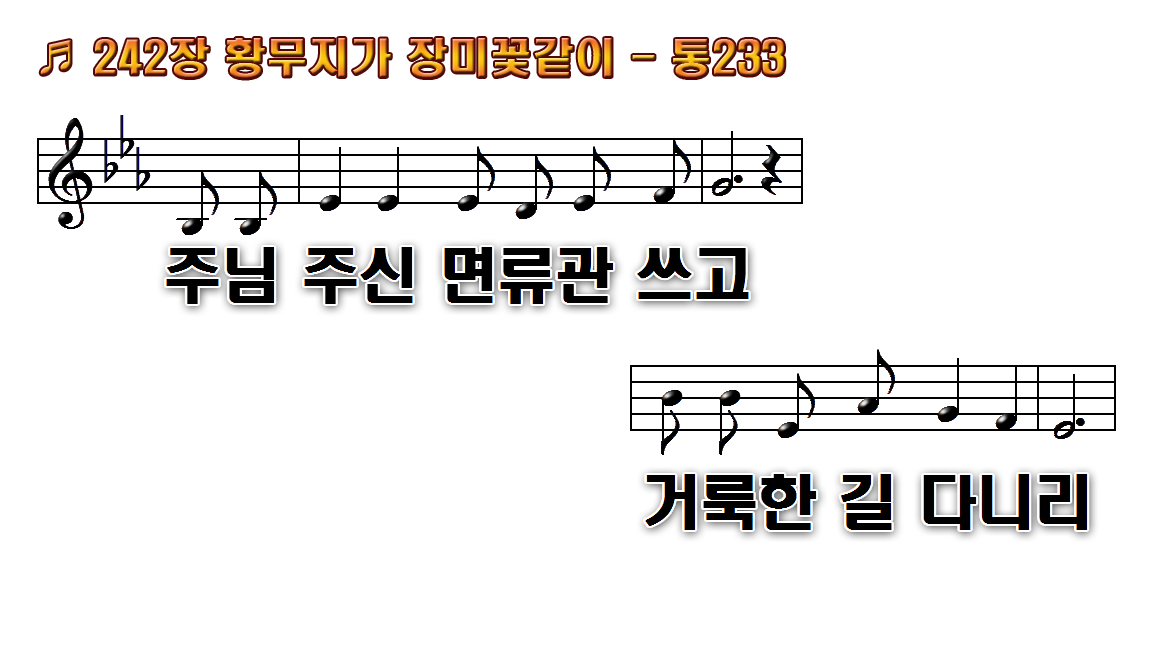 ♬ 242장 황무지가 장미꽃같이 - 통233
주님 주신 면류관 쓰고
거룩한 길 다니리